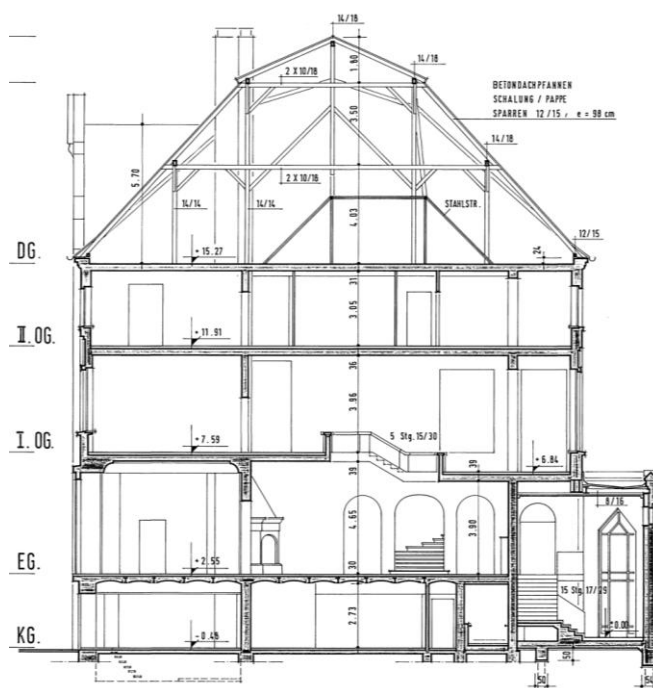 14/18
1.80
14/18
2 X 10/18
BETONDACHPFANNEN
SCHALUNG / PAPPE
SPARREN 12/15 , e = 98 cm
3.50
14/18
5.70
2 X 10/18
14/14
14/14
STAHLSTR.
4.03
12/15
DG.
+ 15.27
24
31
3.05
II.OG.
+ 11.91
36
3.96
5 Stg. 15/30
I.OG.
+ 7.59
+ 6.84
39
39
8/16
4.65
3.90
EG.
+ 2.55
30
15 Stg. 17/29
2.73
± 0.00
KG.
- 0.46
50
50
50